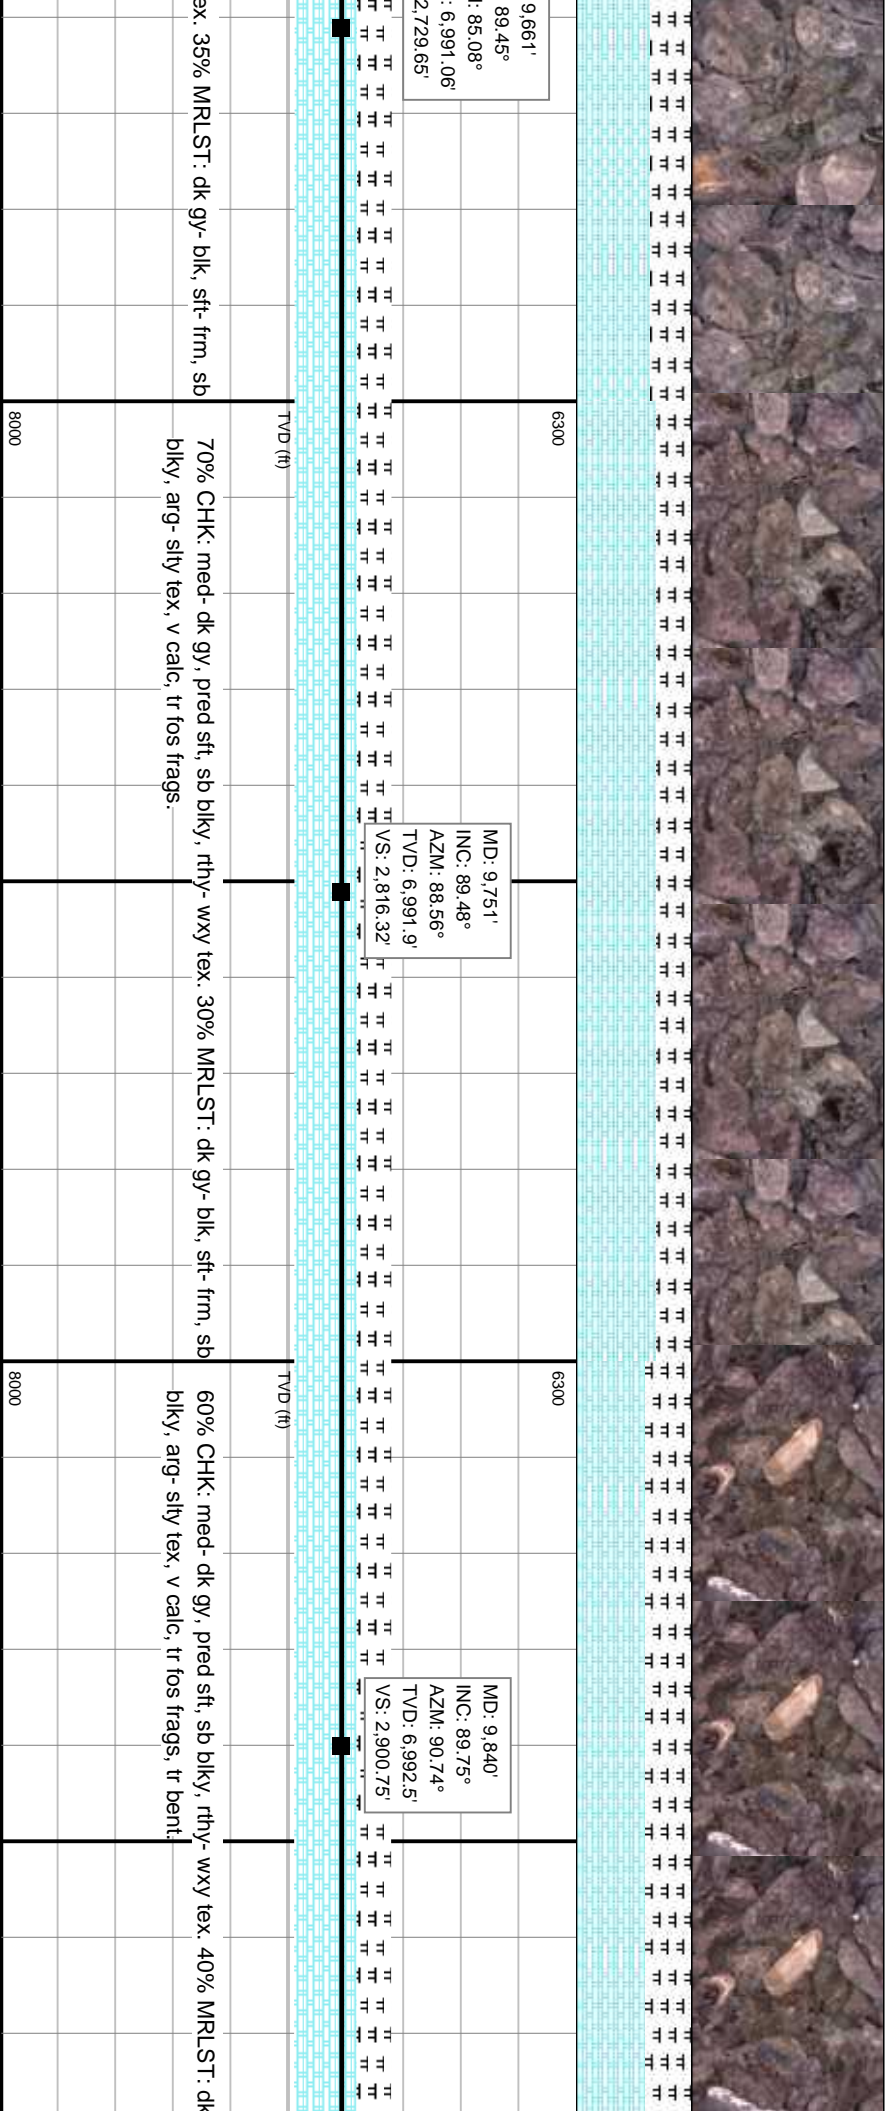 9,661'
89.45°
: 85.08°
: 6,991.06'
2,729.65'
ex. 35% MRLST: dk gy- blk, sft- frm, sb
6300
TVD (ft)
8000
70% CHK: med- dk gy, pred sft, sb blky, rthy- wxy tex. 30% MRLST: dk gy- blk, sft- frm, sb
blky, arg- slty tex, v calc, tr fos frags.
MD: 9,751'
INC: 89.48°
AZM: 88.56°
TVD: 6,991.9'
VS: 2,816.32'
6300
TVD (ft)
8000
60% CHK: med- dk gy, pred sft, sb blky, rthy- wxy tex. 40% MRLST: dk
blky, arg- slty tex, v calc, tr fos frags, tr bent.
MD: 9,840'
INC: 89.75°
AZM: 90.74°
TVD: 6,992.5'
VS: 2,900.75'